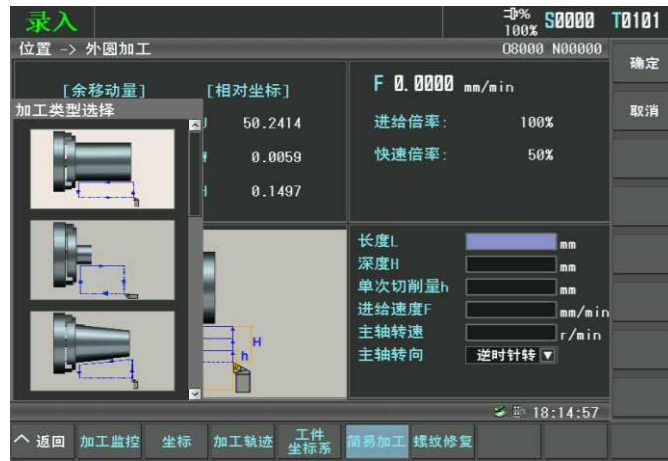 录入
100% S0000 T0101
位置 -> 外圆加工 O8000 N00000
确定
取消
[余移动量] [相对坐标]
加工类型选择
U 50.2414
0.0059
H 0.1497
F 0.0000 mm/min
进给倍率: 100%
快速倍率: 50%
长度L mm
深度H mm
单次切削量h mm
进给速度F mm/min
主轴转速 r/min
主轴转向 逆时针转
H
h
18:14:57
返回 加工监控 坐标 加工轨迹 工件坐标系 简易加工 螺纹修复